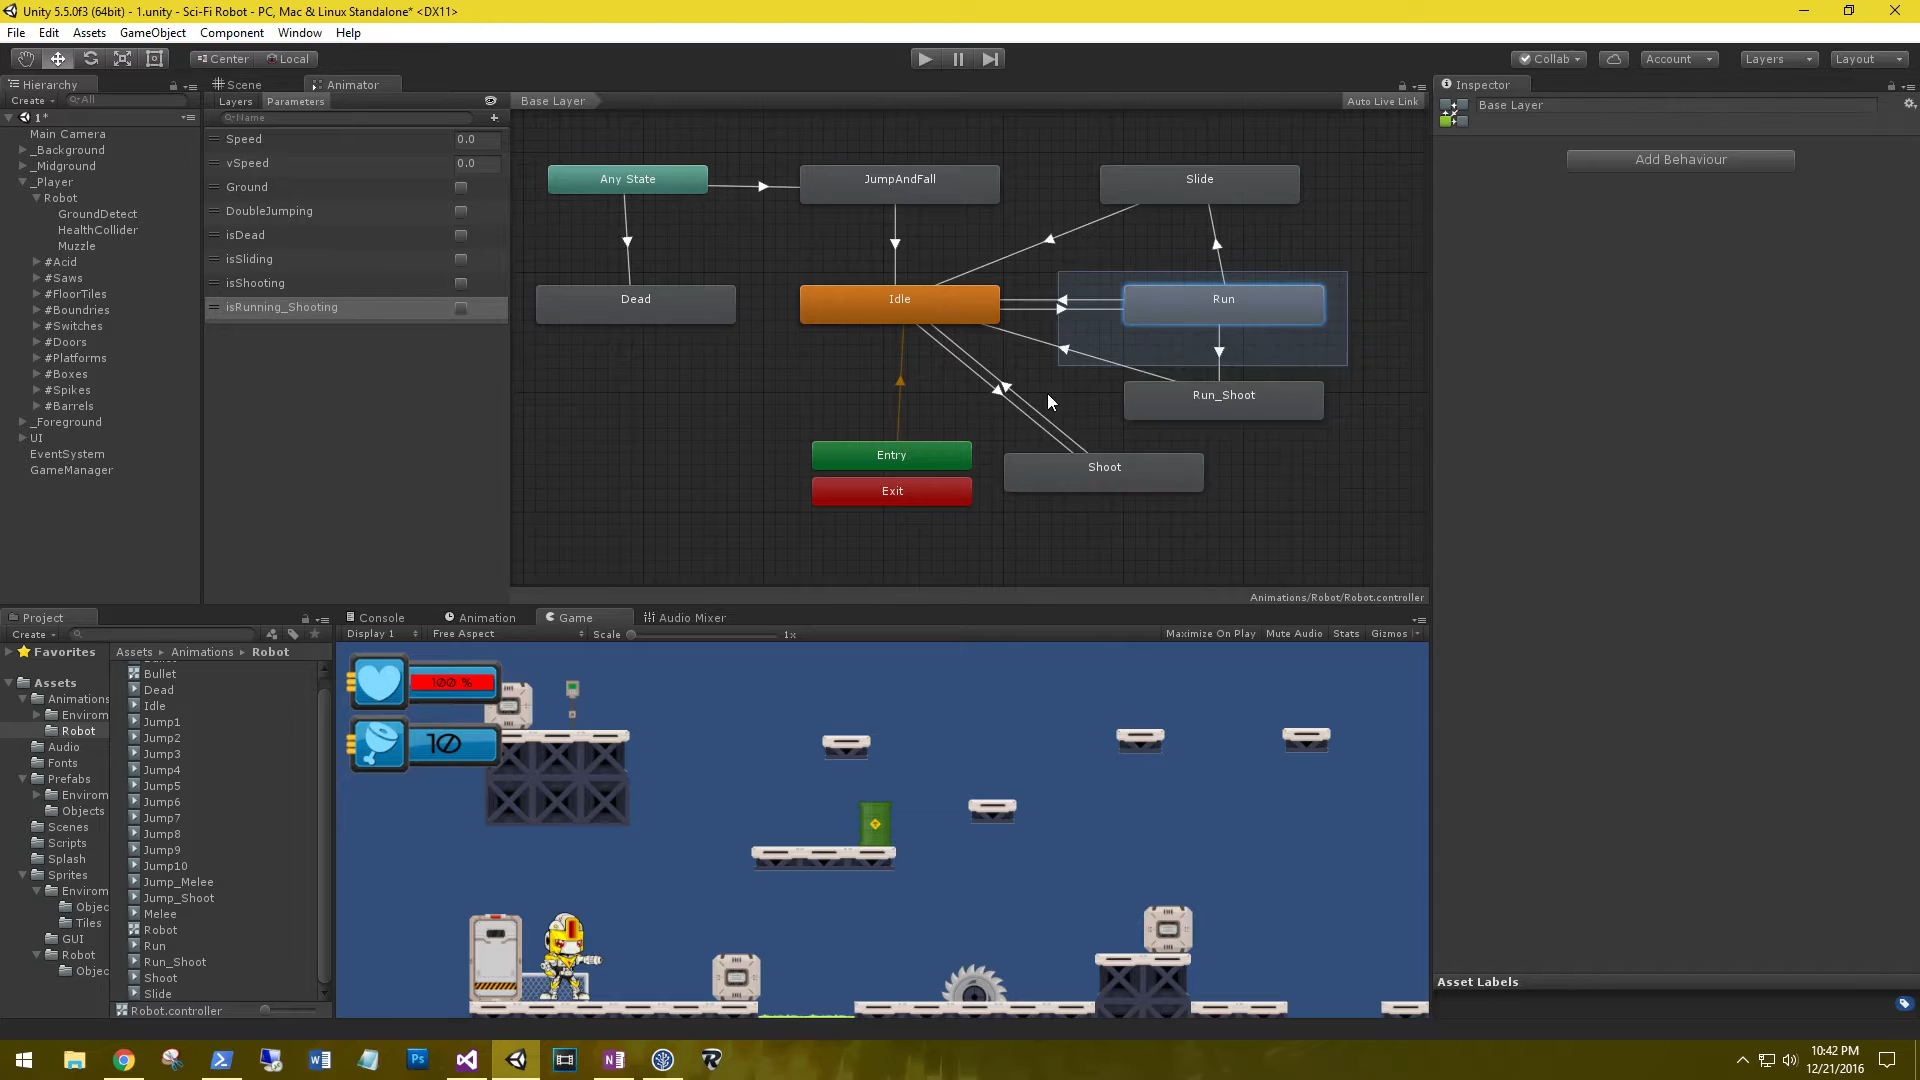 Unity 5.5.0f3 (64bit) - 1.unity - Sci-Fi Robot - PC, Mac & Linux Standalone* <DX11>
File Edit Assets GameObject Component Window Help
Center Local
Collab Account Layers Layout
Hierarchy
Create All
1*
Main Camera
_Background
_Midground
_Player
Robot
GroundDetect
HealthCollider
Muzzle
#Acid
#Saws
#FloorTiles
#Boundries
#Switches
#Doors
#Platforms
#Boxes
#Spikes
#Barrels
_Foreground
UI
EventSystem
GameManager
Scene Animator
Layers Parameters
Name
Speed 0.0
vSpeed 0.0
Ground
DoubleJumping
isDead
isSliding
isShooting
isRunning_Shooting
Base Layer Auto Live Link
Any State JumpAndFall Slide
Dead Idle Run
Run_Shoot
Entry Shoot
Exit
Animations/Robot/Robot.controller
Inspector
Base Layer
Add Behaviour
Asset Labels
Project
Create
Favorites
Assets
Animations
Envirom
Robot
Audio
Fonts
Prefabs
Envirom
Objects
Scenes
Scripts
Splash
Sprites
Envirom
Objec
Tiles
GUI
Robot
Objec
Assets Animations Robot
Bullet
Dead
Idle
Jump1
Jump2
Jump3
Jump4
Jump5
Jump6
Jump7
Jump8
Jump9
Jump10
Jump_Melee
Jump_Shoot
Melee
Robot
Run
Run_Shoot
Shoot
Slide
Robot.controller
Console Animation Game Audio Mixer
Display 1 Free Aspect Scale 1x Maximize On Play Mute Audio Stats Gizmos
100 %
10
10:42 PM
12/21/2016